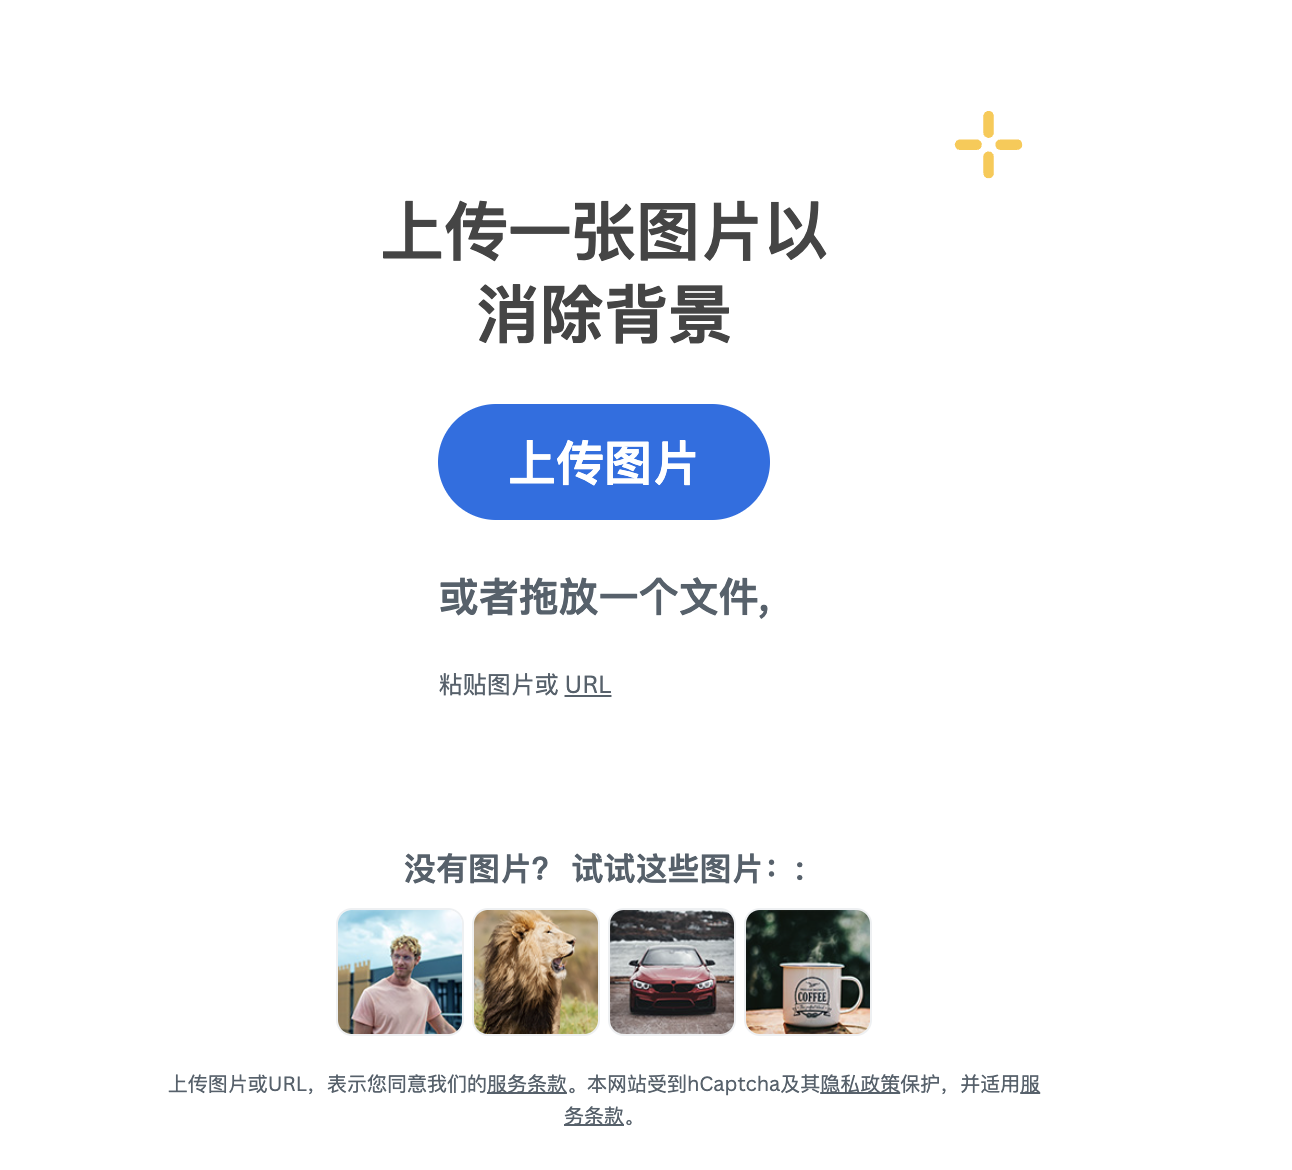 上传一张图片以
消除背景
上传图片
或者拖放一个文件,
粘贴图片或 URL
没有图片？ 试试这些图片：:
COFFEE
上传图片或URL，表示您同意我们的服务条款。本网站受到hCaptcha及其隐私政策保护，并适用服
务条款。